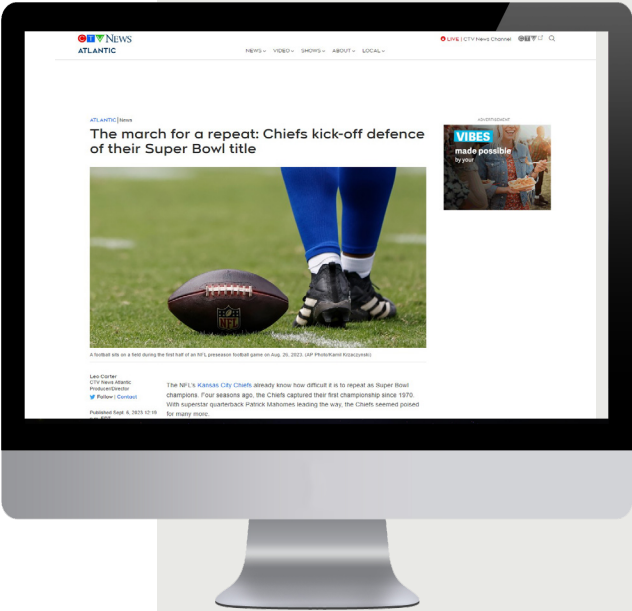 CTV NEWS
ATLANTIC
NEWS VIDEO SHOWS ABOUT LOCAL
LIVE | CTV News Channel CTV
ATLANTIC | News
The march for a repeat: Chiefs kick-off defence
of their Super Bowl title
ADVERTISEMENT
VIBES
made possible
by your
NFL
A football sits on a field during the first half of an NFL preseason football game on Aug. 26, 2023. (AP Photo/Kamil Krzaczynski)
Leo Carter
CTV News Atlantic
Producer/Director
Follow | Contact
Published Sept. 6, 2023 12:19
The NFL's Kansas City Chiefs already know how difficult it is to repeat as Super Bowl
champions. Four seasons ago, the Chiefs captured their first championship since 1970.
With superstar quarterback Patrick Mahomes leading the way, the Chiefs seemed poised
for many more.